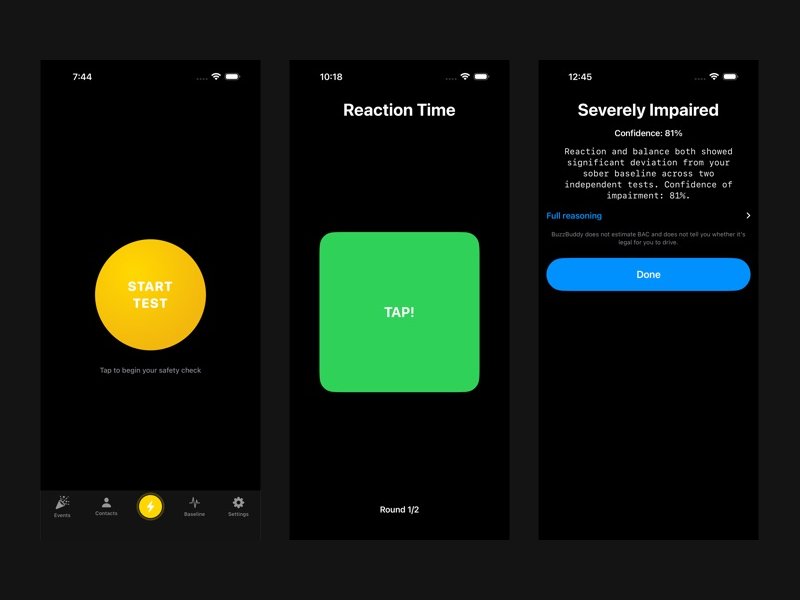 7:44
START
TEST
Tap to begin your safety check
Events
Contacts
Baseline
Settings
10:18
Reaction Time
TAP!
Round 1/2
12:45
Severely Impaired
Confidence: 81%
Reaction and balance both showed
significant deviation from your
sober baseline across two
independent tests. Confidence of
impairment: 81%.
Full reasoning
BuzzBuddy does not estimate BAC and does not tell you whether it's
legal for you to drive.
Done